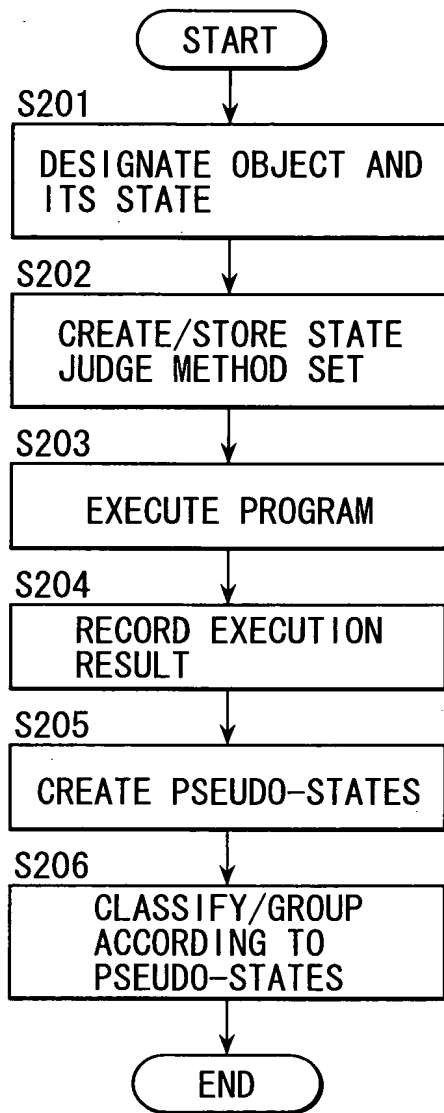 START
S201
DESIGNATE OBJECT AND
ITS STATE
S202
CREATE/STORE STATE
JUDGE METHOD SET
S203
EXECUTE PROGRAM
S204
RECORD EXECUTION
RESULT
S205
CREATE PSEUDO-STATES
S206
CLASSIFY/GROUP
ACCORDING TO
PSEUDO-STATES
END